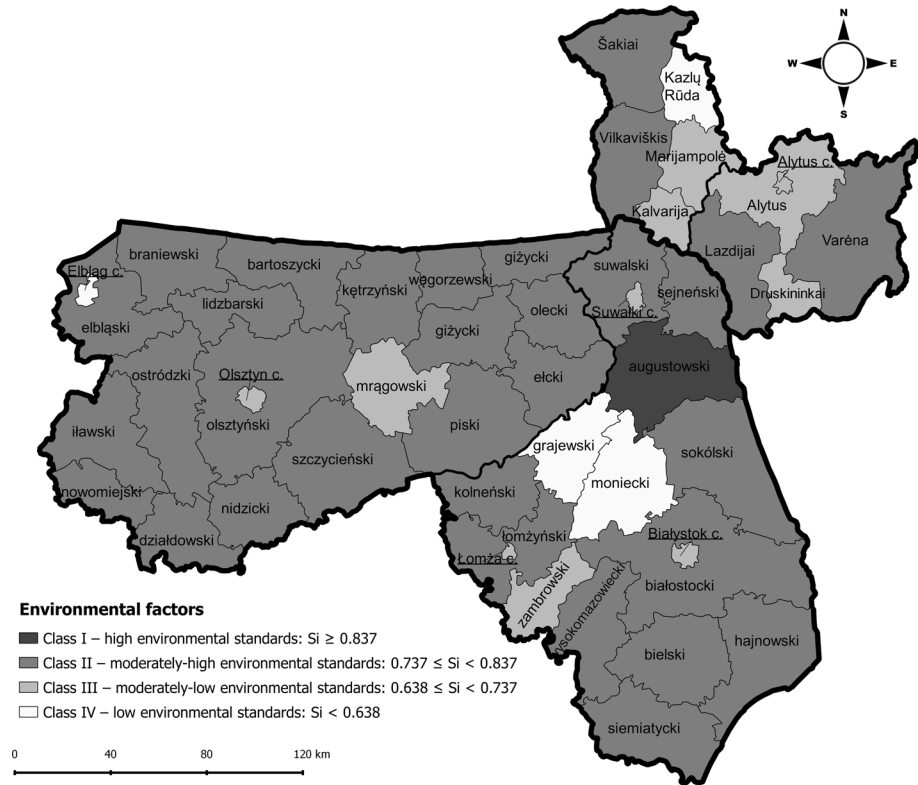 N
W
E
S
Šakiai
Kazlų
Rūda
Vilkaviškis
Marijampolė
Alytus c.
Kalvarija
Alytus
Lazdijai
Varėna
Druskininkai
braniewski
bartoszycki
giżycki
suwalski
Elbląg c.
kętrzyński
węgorzewski
sejneński
lidzbarski
olecki
Suwałki c.
elbląski
giżycki
ostródzki
Olsztyn c.
mrągowski
ełcki
augustowski
iławski
olsztyński
piski
szczycieński
grajewski
sokólski
nowomiejski
nidzicki
kolneński
moniecki
działdowski
łomżyński
Białystok c.
Łomża c.
zambrowski
wysokomazowiecki
białostocki
bielski
hajnowski
siemiatycki
Environmental factors
Class I – high environmental standards: Si ≥ 0.837
Class II – moderately-high environmental standards: 0.737 ≤ Si < 0.837
Class III – moderately-low environmental standards: 0.638 ≤ Si < 0.737
Class IV – low environmental standards: Si < 0.638
0 40 80 120 km